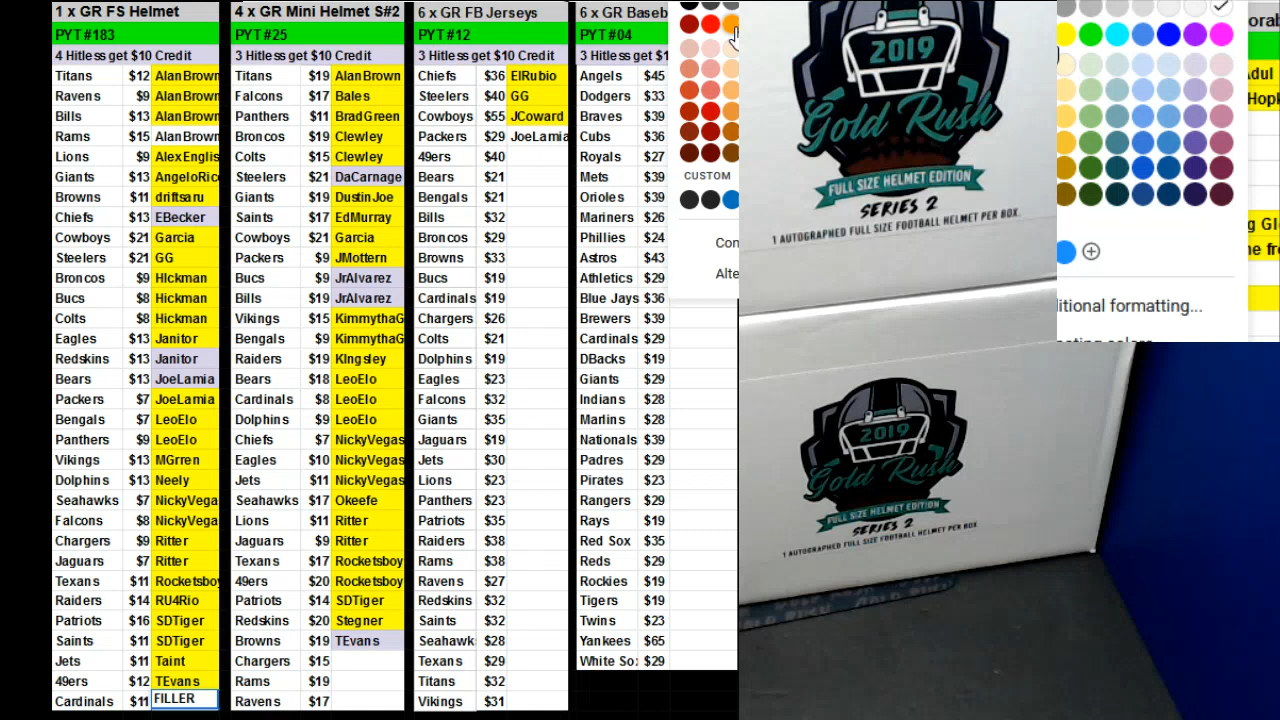 1 x GR FS Helmet
PYT #183
4 Hitless get $10 Credit
Titans $12 AlanBrown
Ravens $9 AlanBrown
Bills $13 AlanBrown
Rams $15 AlanBrown
Lions $9 AlexEnglis
Giants $13 AngeloRic
Browns $11 driftsaru
Chiefs $13 EBecker
Cowboys $21 Garcia
Steelers $21 GG
Broncos $9 HIckman
Bucs $8 Hickman
Colts $8 Hickman
Eagles $13 Janitor
Redskins $13 Janitor
Bears $13 JoeLamia
Packers $7 JoeLamia
Bengals $7 LeoElo
Panthers $9 LeoElo
Vikings $13 MGrren
Dolphins $13 Neely
Seahawks $7 NickyVega
Falcons $8 NickyVega
Chargers $9 Ritter
Jaguars $7 Ritter
Texans $11 Rocketsboy
Raiders $14 RU4Rio
Patriots $16 SDTiger
Saints $11 SDTiger
Jets $11 Taint
49ers $12 TEvans
Cardinals $11 FILLER
4 x GR Mini Helmet S#2
PYT #25
3 Hitless get $10 Credit
Titans $19 AlanBrown
Falcons $17 Bales
Panthers $11 BradGreen
Broncos $19 Clewley
Colts $15 Clewley
Steelers $21 DaCarnage
Giants $19 DustinJoe
Saints $17 EdMurray
Cowboys $21 Garcia
Packers $9 JMottern
Bucs $9 JrAlvarez
Bills $19 JrAlvarez
Vikings $15 KimmythaG
Bengals $9 KimmythaG
Raiders $19 KIngsley
Bears $18 LeoElo
Cardinals $8 LeoElo
Dolphins $9 LeoElo
Chiefs $7 NickyVegas
Eagles $10 NickyVegas
Jets $11 NickyVegas
Seahawks $17 Okeefe
Lions $11 Ritter
Jaguars $9 Ritter
Texans $17 Rocketsboy
49ers $20 Rocketsboy
Patriots $14 SDTiger
Redskins $20 Stegner
Browns $19 TEvans
Chargers $15
Rams $19
Ravens $17
6 x GR FB Jerseys
PYT #12
3 Hitless get $10 Credit
Chiefs $36 ElRubio
Steelers $40 GG
Cowboys $55 JCoward
Packers $29 JoeLamia
49ers $40
Bears $21
Bengals $21
Bills $32
Broncos $29
Browns $33
Bucs $19
Cardinals $19
Chargers $26
Colts $21
Dolphins $19
Eagles $23
Falcons $32
Giants $35
Jaguars $19
Jets $30
Lions $23
Panthers $23
Patriots $35
Raiders $38
Rams $38
Ravens $27
Redskins $32
Saints $32
Seahawk $28
Texans $29
Titans $32
Vikings $31
6 x GR Baseb
PYT #04
3 Hitless get $1
Angels $45
Dodgers $33
Braves $39
Cubs $36
Royals $27
Mets $39
Orioles $39
Mariners $26
Phillies $24
Astros $43
Athletics $29
Blue Jays $36
Brewers $39
Cardinals $29
DBacks $19
Giants $29
Indians $28
Marlins $28
Nationals $39
Padres $29
Pirates $23
Rangers $29
Rays $19
Red Sox $35
Reds $29
Rockies $19
Tigers $19
Twins $23
Yankees $65
White So $29
CUSTOM
Con
Alte
2019
Gold Rush
FULL SIZE HELMET EDITION
SERIES 2
1 AUTOGRAPHED FULL SIZE FOOTBALL HELMET PER BOX.
2019
Gold Rush
FULL SIZE HELMET EDITION
SERIES 2
1 AUTOGRAPHED FULL SIZE FOOTBALL HELMET PER BOX
itional formatting...
orab
Adul
Hopk
g Gl
ne fro